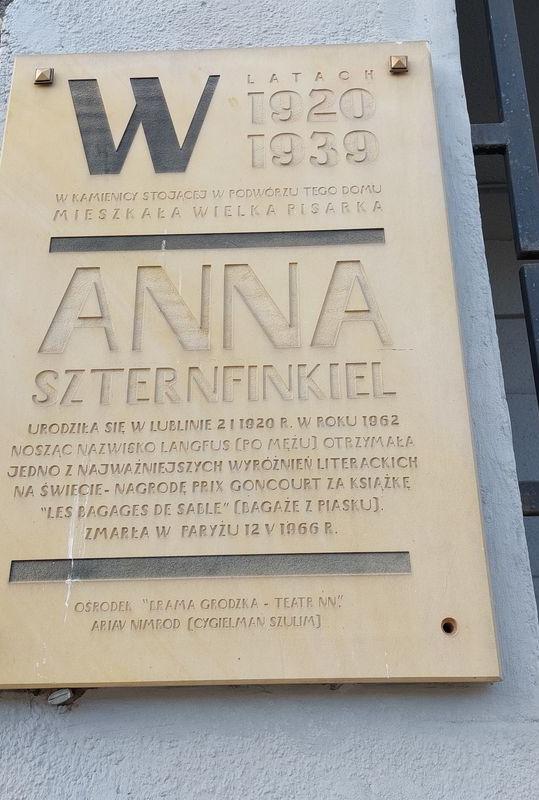 W LATACH
1920
1939
W KAMIENICY STOJĄCEJ W PODWÓRZU TEGO DOMU
MIESZKAŁA WIELKA PISARKA
ANNA
SZTERNFINKIEL
URODZIŁA SIĘ W LUBLINIE 2 I 1920 R. W ROKU 1962
NOSZĄC NAZWISKO LANGFUS (PO MĘŻU) OTRZYMAŁA
JEDNO Z NAJWAŻNIEJSZYCH WYRÓŻNIEŃ LITERACKICH
NA ŚWIECIE - NAGRODĘ PRIX GONCOURT ZA KSIĄŻKĘ
"LES BAGAGES DE SABLE" (BAGAŻE Z PIASKU).
ZMARŁA W PARYŻU 12 V 1966 R.
OŚRODEK "BRAMA GRODZKA - TEATR NN".
ARIAV NIMROD (CYGIELMAN SZULIM)